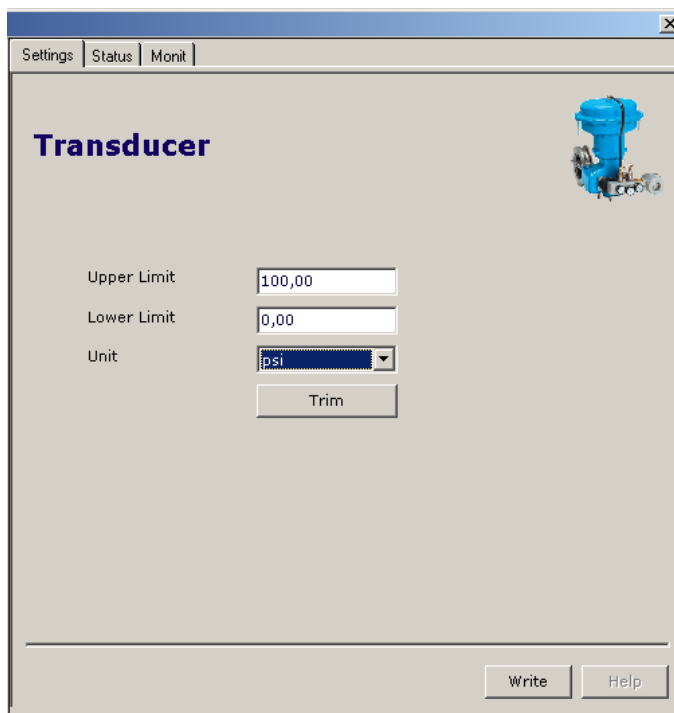 Settings Status Monit
Transducer
Upper Limit 100,00
Lower Limit 0,00
Unit psi
Trim
Write Help